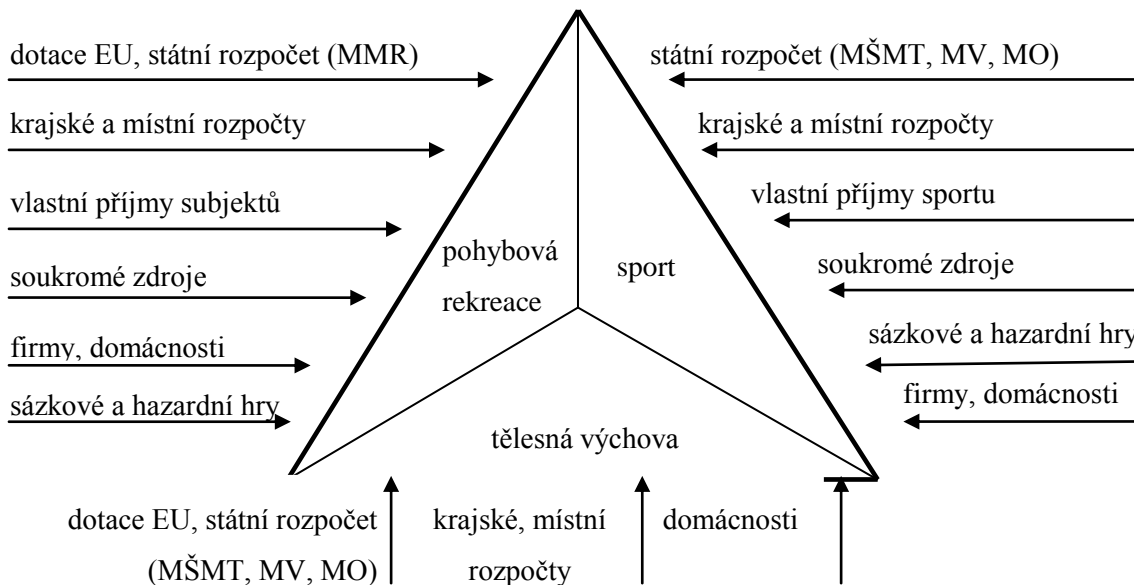 dotace EU, státní rozpočet (MMR)
krajské a místní rozpočty
vlastní příjmy subjektů
soukromé zdroje
firmy, domácnosti
sázkové a hazardní hry
pohybová
rekreace
sport
tělesná výchova
státní rozpočet (MŠMT, MV, MO)
krajské a místní rozpočty
vlastní příjmy sportu
soukromé zdroje
sázkové a hazardní hry
firmy, domácnosti
dotace EU, státní rozpočet
(MŠMT, MV, MO)
krajské, místní
rozpočty
domácnosti